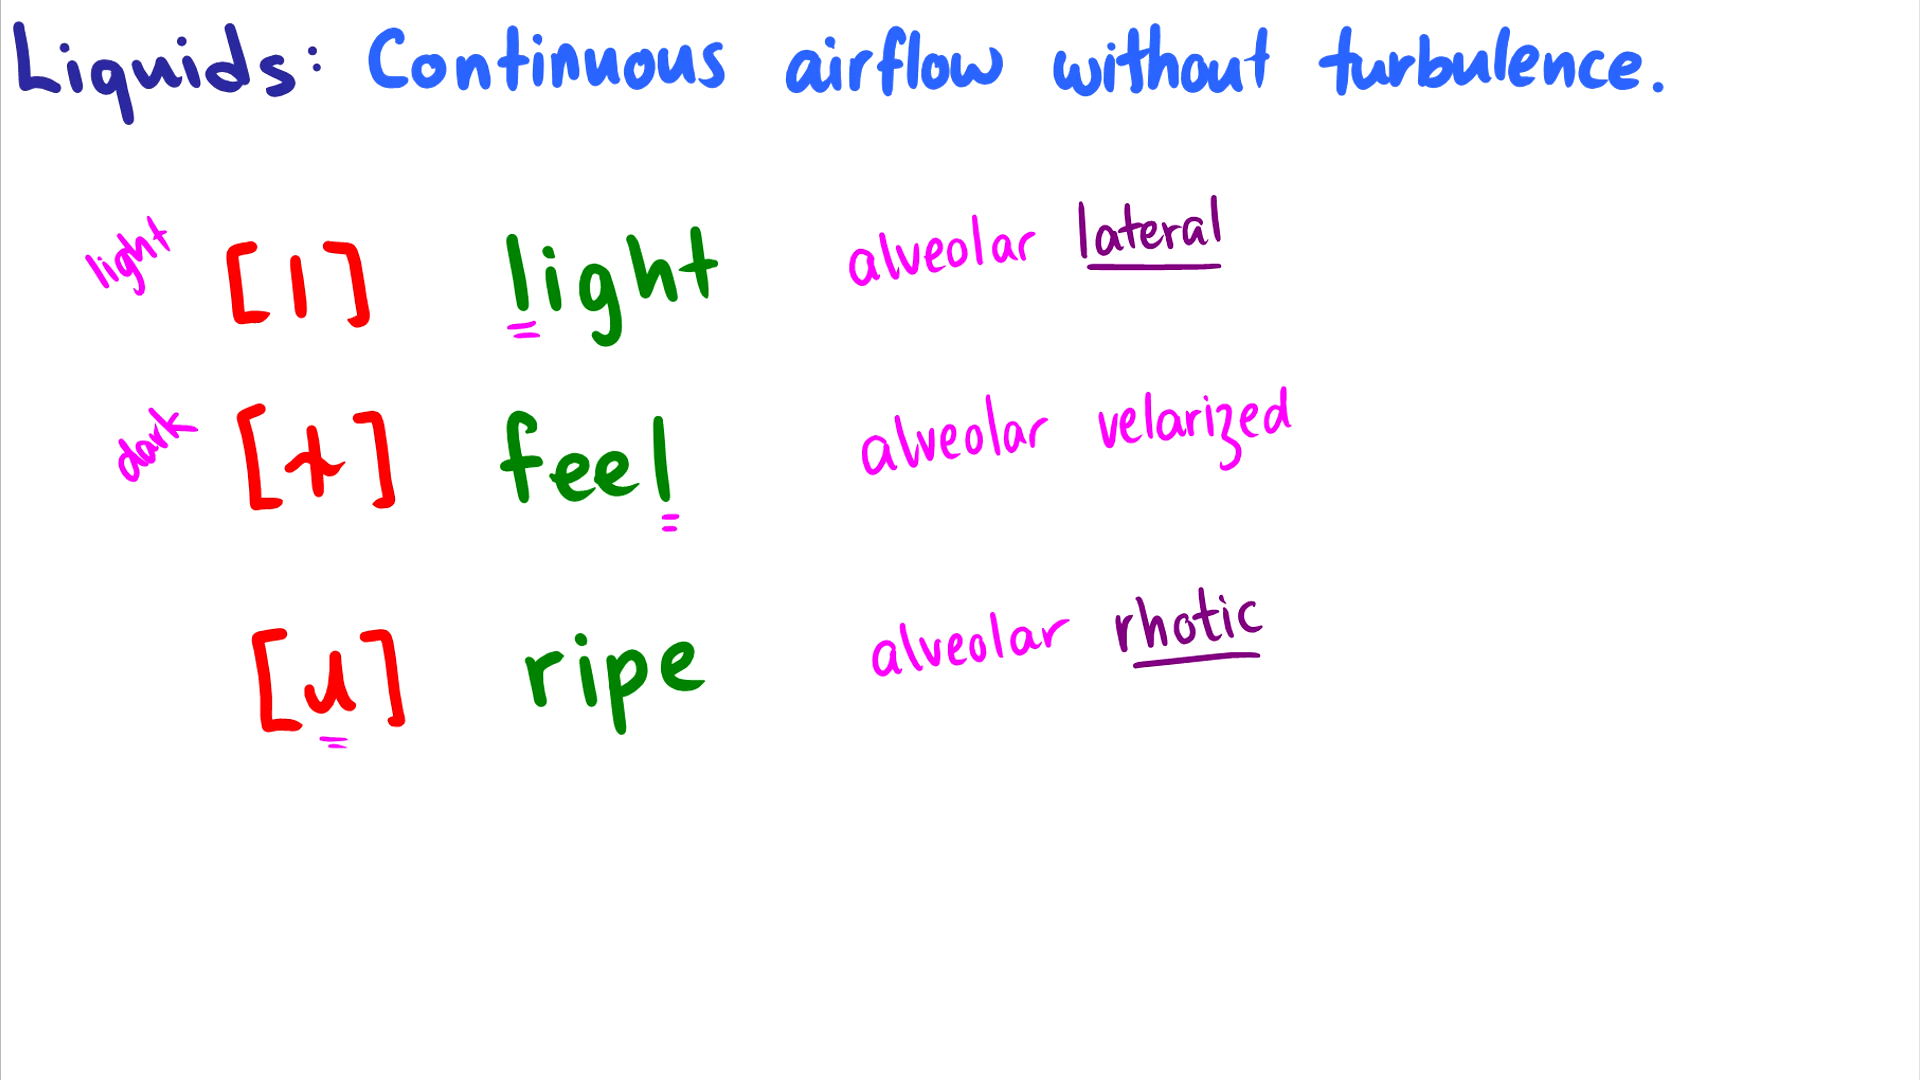 Liquids: Continuous airflow without turbulence.
light [l] light alveolar lateral
dark [ɫ] feel alveolar velarized
[ɹ] ripe alveolar rhotic